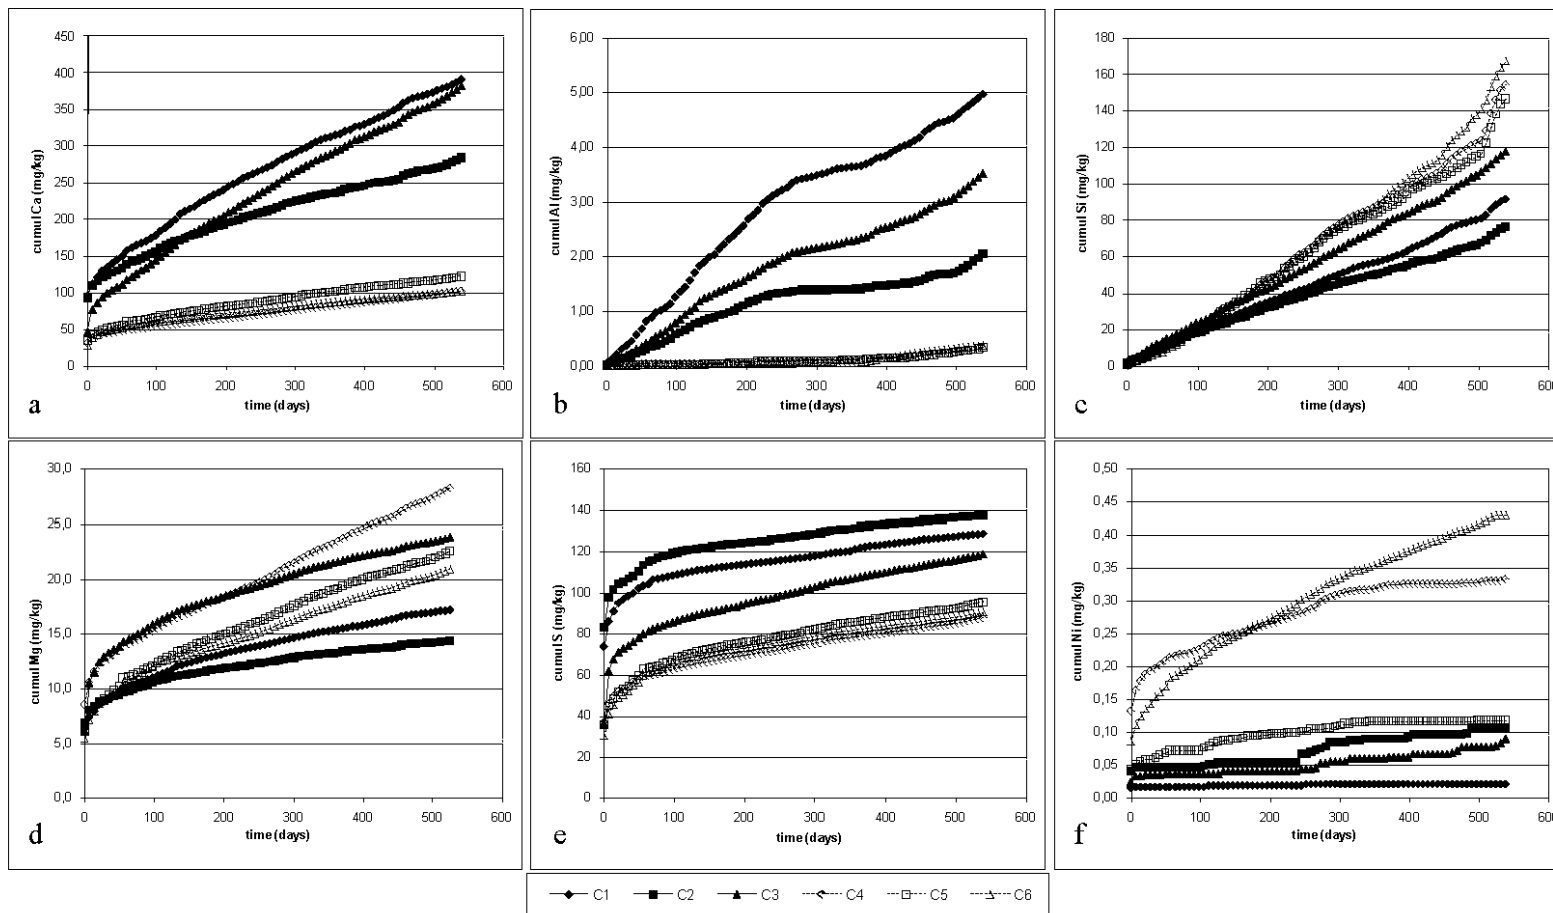 450
400
350
300
250
200
150
100
50
0
cumul Ca (mg/kg)
0 100 200 300 400 500 600
time (days)
a
6,00
5,00
4,00
3,00
2,00
1,00
0,00
cumul Al (mg/kg)
0 100 200 300 400 500 600
time (days)
b
180
160
140
120
100
80
60
40
20
0
cumul Si (mg/kg)
0 100 200 300 400 500 600
time (days)
c
30,0
25,0
20,0
15,0
10,0
5,0
0,0
cumul Mg (mg/kg)
0 100 200 300 400 500 600
time (days)
d
160
140
120
100
80
60
40
20
0
cumul S (mg/kg)
0 100 200 300 400 500 600
time (days)
e
0,50
0,45
0,40
0,35
0,30
0,25
0,20
0,15
0,10
0,05
0,00
cumul Ni (mg/kg)
0 100 200 300 400 500 600
time (days)
f
C1 C2 C3 C4 C5 C6